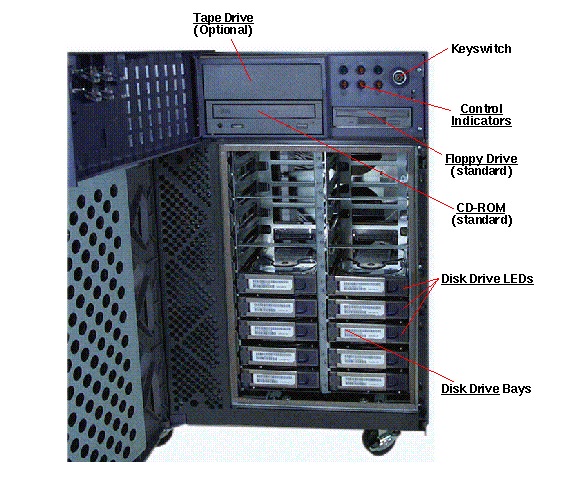 Tape Drive
(Optional)
Keyswitch
Control
Indicators
Floppy Drive
(standard)
CD-ROM
(standard)
Disk Drive LEDs
Disk Drive Bays